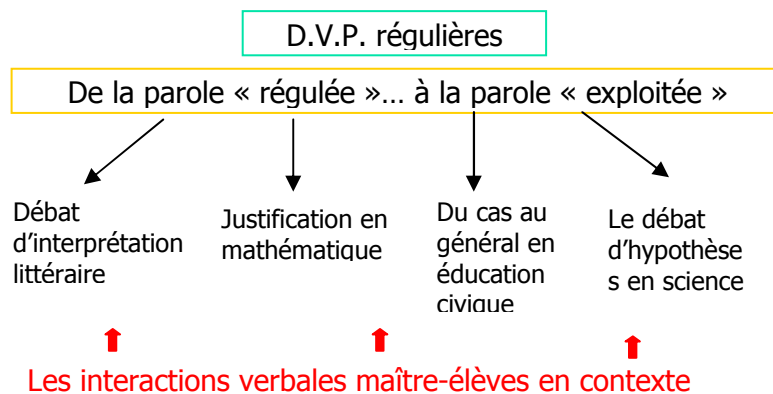 D.V.P. régulières
De la parole « régulée »... à la parole « exploitée »
Débat
d'interprétation
littéraire
Justification en
mathématique
Du cas au
général en
éducation
civique
Le débat
d'hypothèse
s en science
Les interactions verbales maître-élèves en contexte